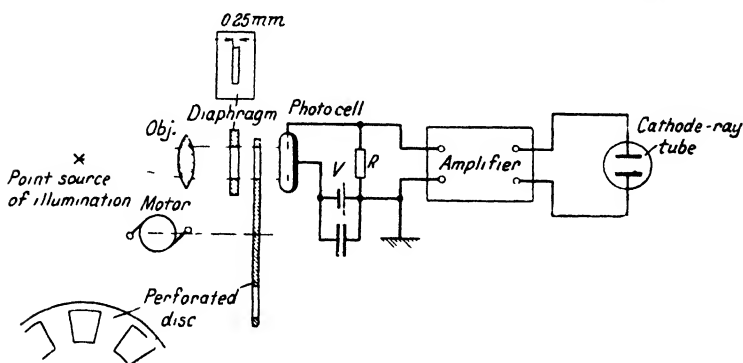 0.25mm
Diaphragm
Photocell
Obj.
Point source
of illumination
Motor
V
R
Amplifier
Cathode-ray
tube
Perforated
disc